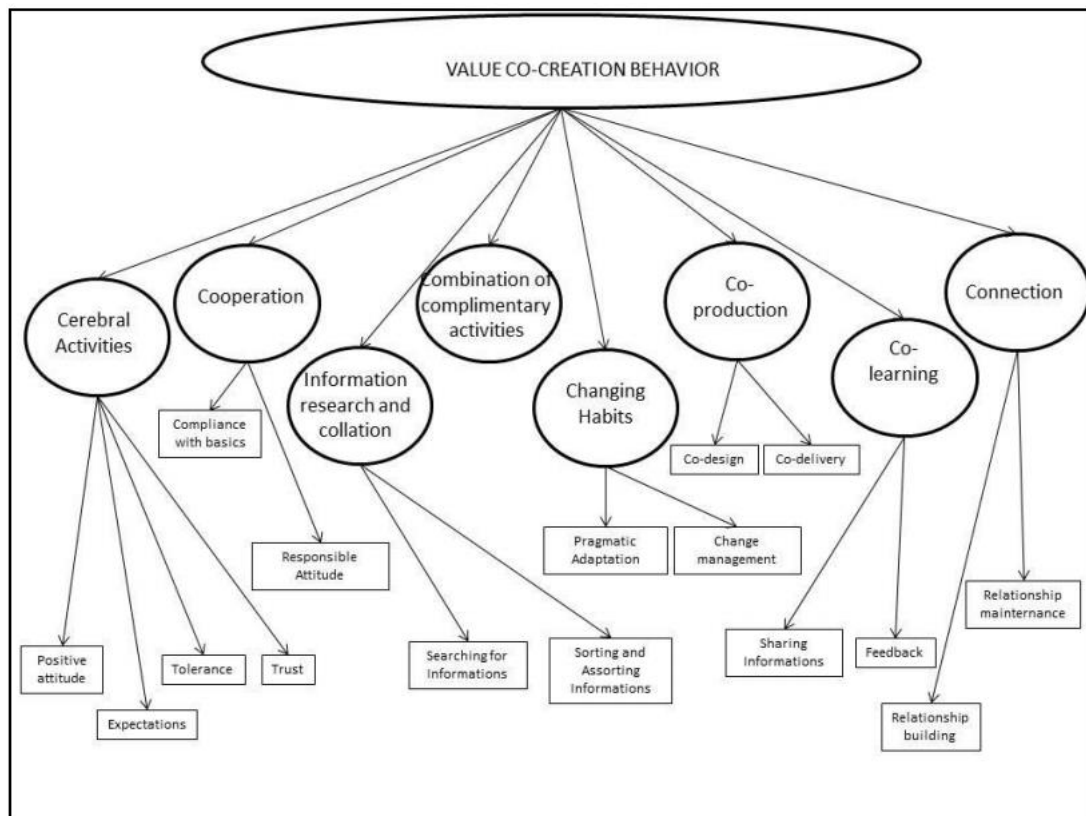 VALUE CO-CREATION BEHAVIOR
Cerebral
Activities
Cooperation
Information
research and
collation
Combination of
complimentary
activities
Changing
Habits
Co-
production
Co-
learning
Connection
Compliance
with basics
Responsible
Attitude
Positive
attitude
Expectations
Tolerance
Trust
Searching for
Informations
Sorting and
Assorting
Informations
Pragmatic
Adaptation
Change
management
Co-design
Co-delivery
Sharing
Informations
Feedback
Relationship
building
Relationship
mainternance